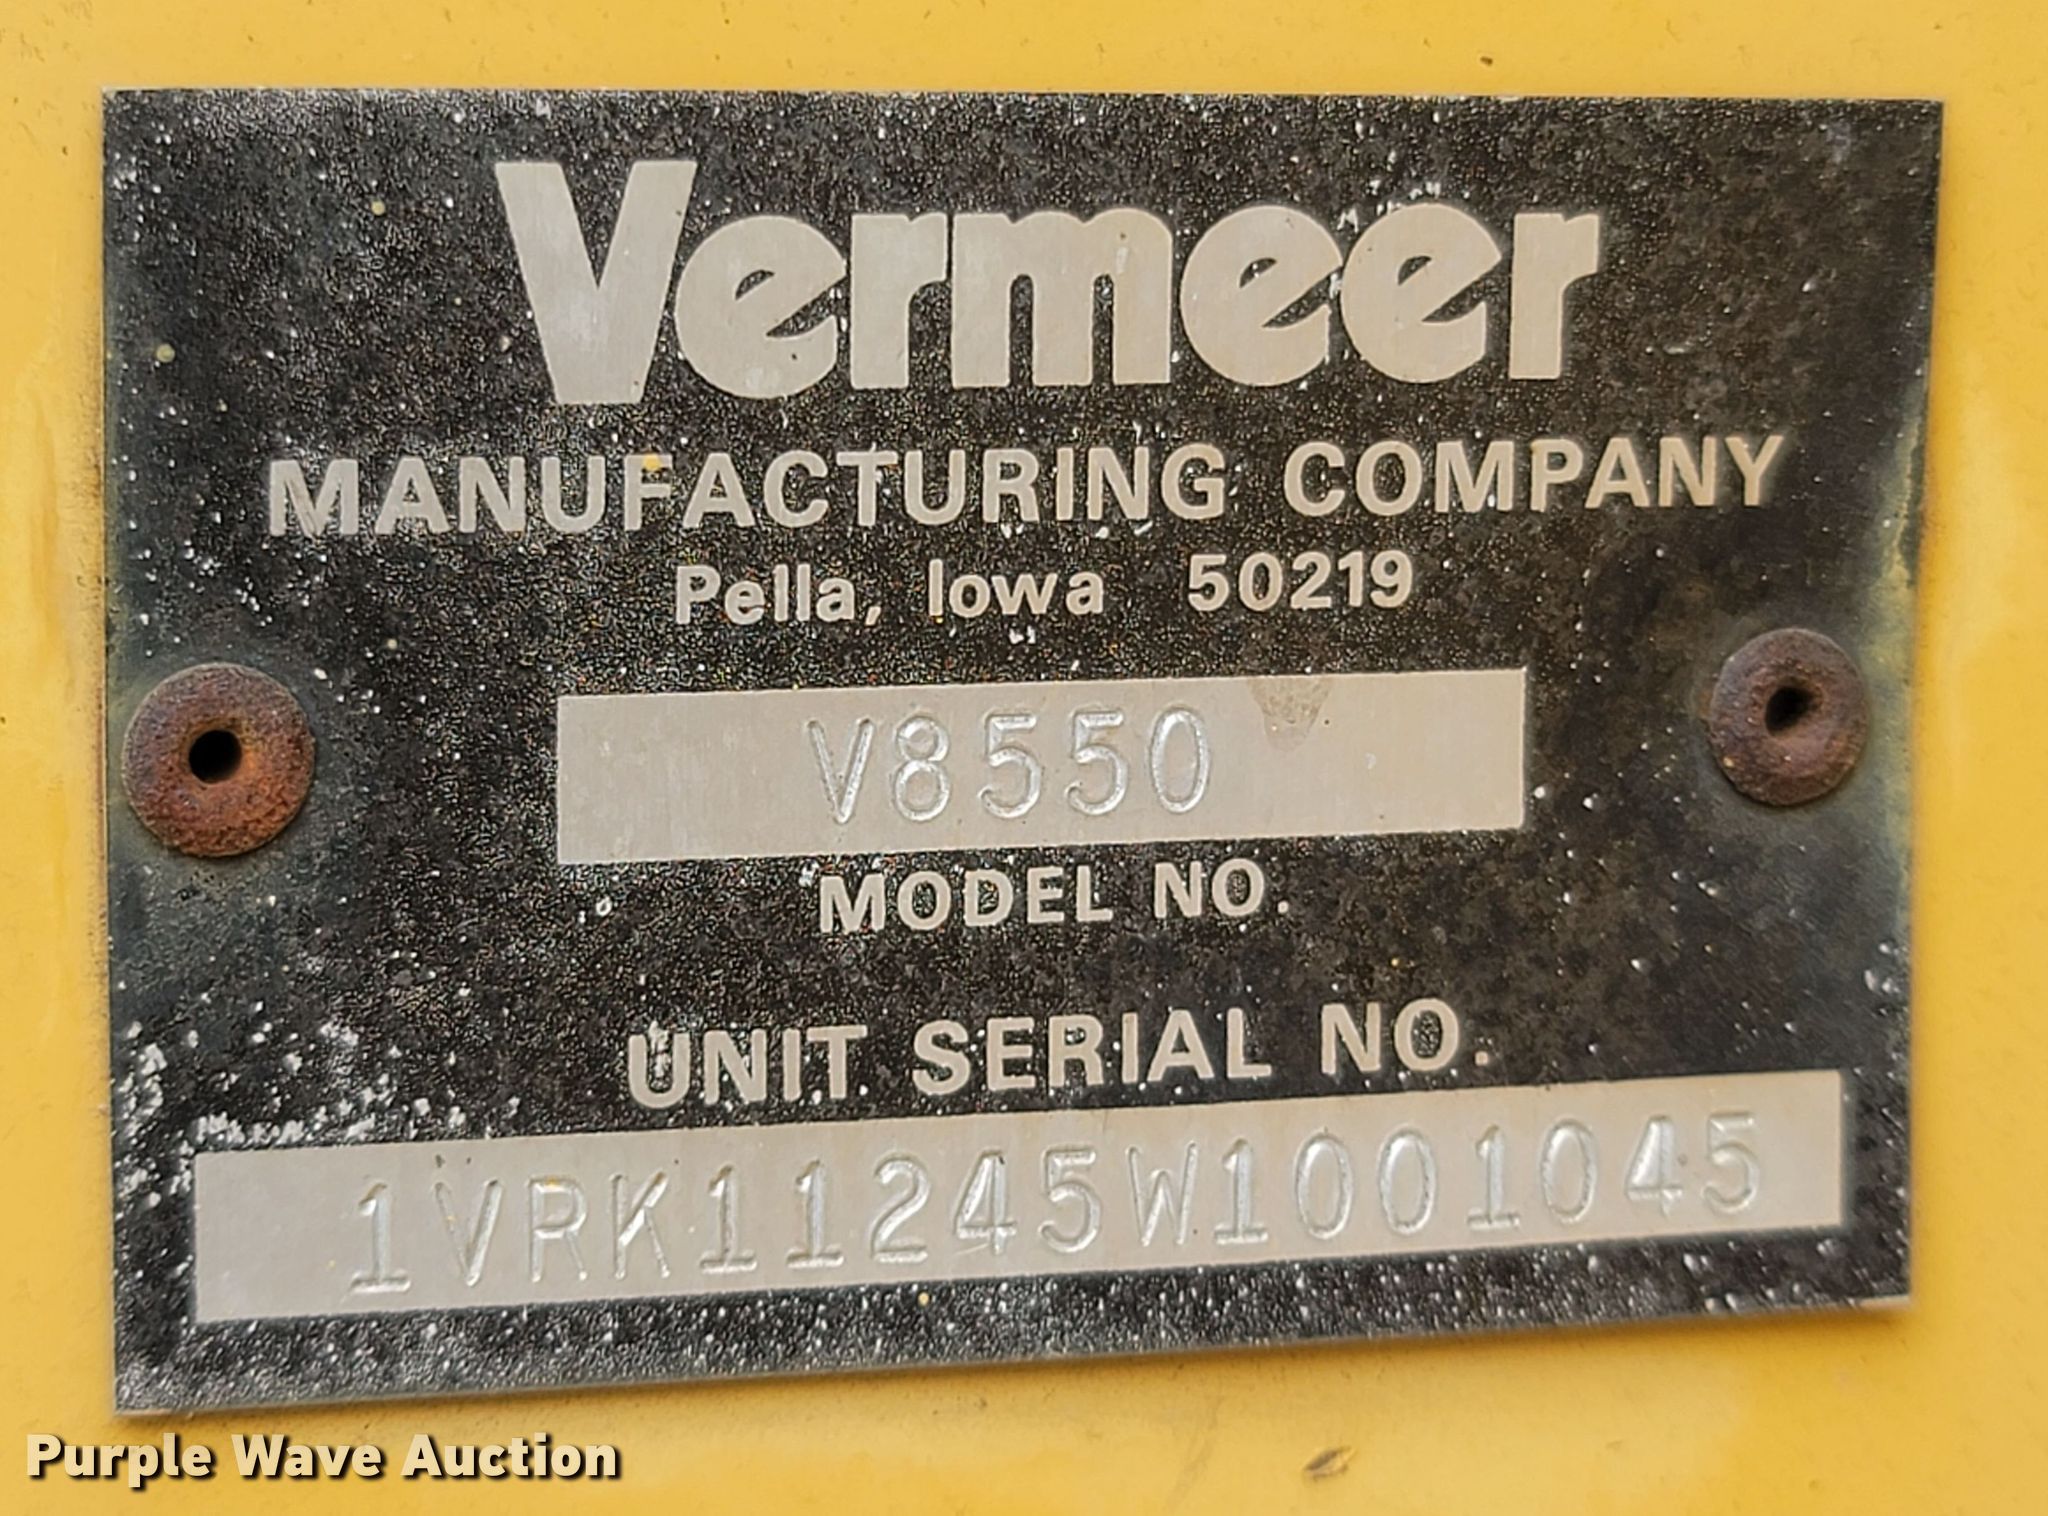 Vermeer
MANUFACTURING COMPANY
Pella, Iowa 50219
V8550
MODEL NO.
UNIT SERIAL NO.
1VRK11245W1001045
Purple Wave Auction